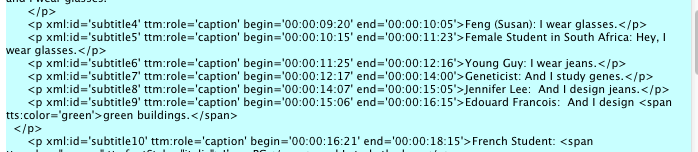 and I wear glasses.
</p>
<p xml:id='subtitle4' ttm:role='caption' begin='00:00:09:20' end='00:00:10:05'>Feng (Susan): I wear glasses.</p>
<p xml:id='subtitle5' ttm:role='caption' begin='00:00:10:15' end='00:00:11:23'>Female Student in South Africa: Hey, I
wear glasses.</p>
<p xml:id='subtitle6' ttm:role='caption' begin='00:00:11:25' end='00:00:12:16'>Young Guy: I wear jeans.</p>
<p xml:id='subtitle7' ttm:role='caption' begin='00:00:12:17' end='00:00:14:00'>Geneticist: And I study genes.</p>
<p xml:id='subtitle8' ttm:role='caption' begin='00:00:14:07' end='00:00:15:05'>Jennifer Lee:  And I design jeans.</p>
<p xml:id='subtitle9' ttm:role='caption' begin='00:00:15:06' end='00:00:16:15'>Edouard Francois:  And I design <span
tts:color='green'>green buildings.</span>
</p>
<p xml:id='subtitle10' ttm:role='caption' begin='00:00:16:21' end='00:00:18:15'>French Student: <span